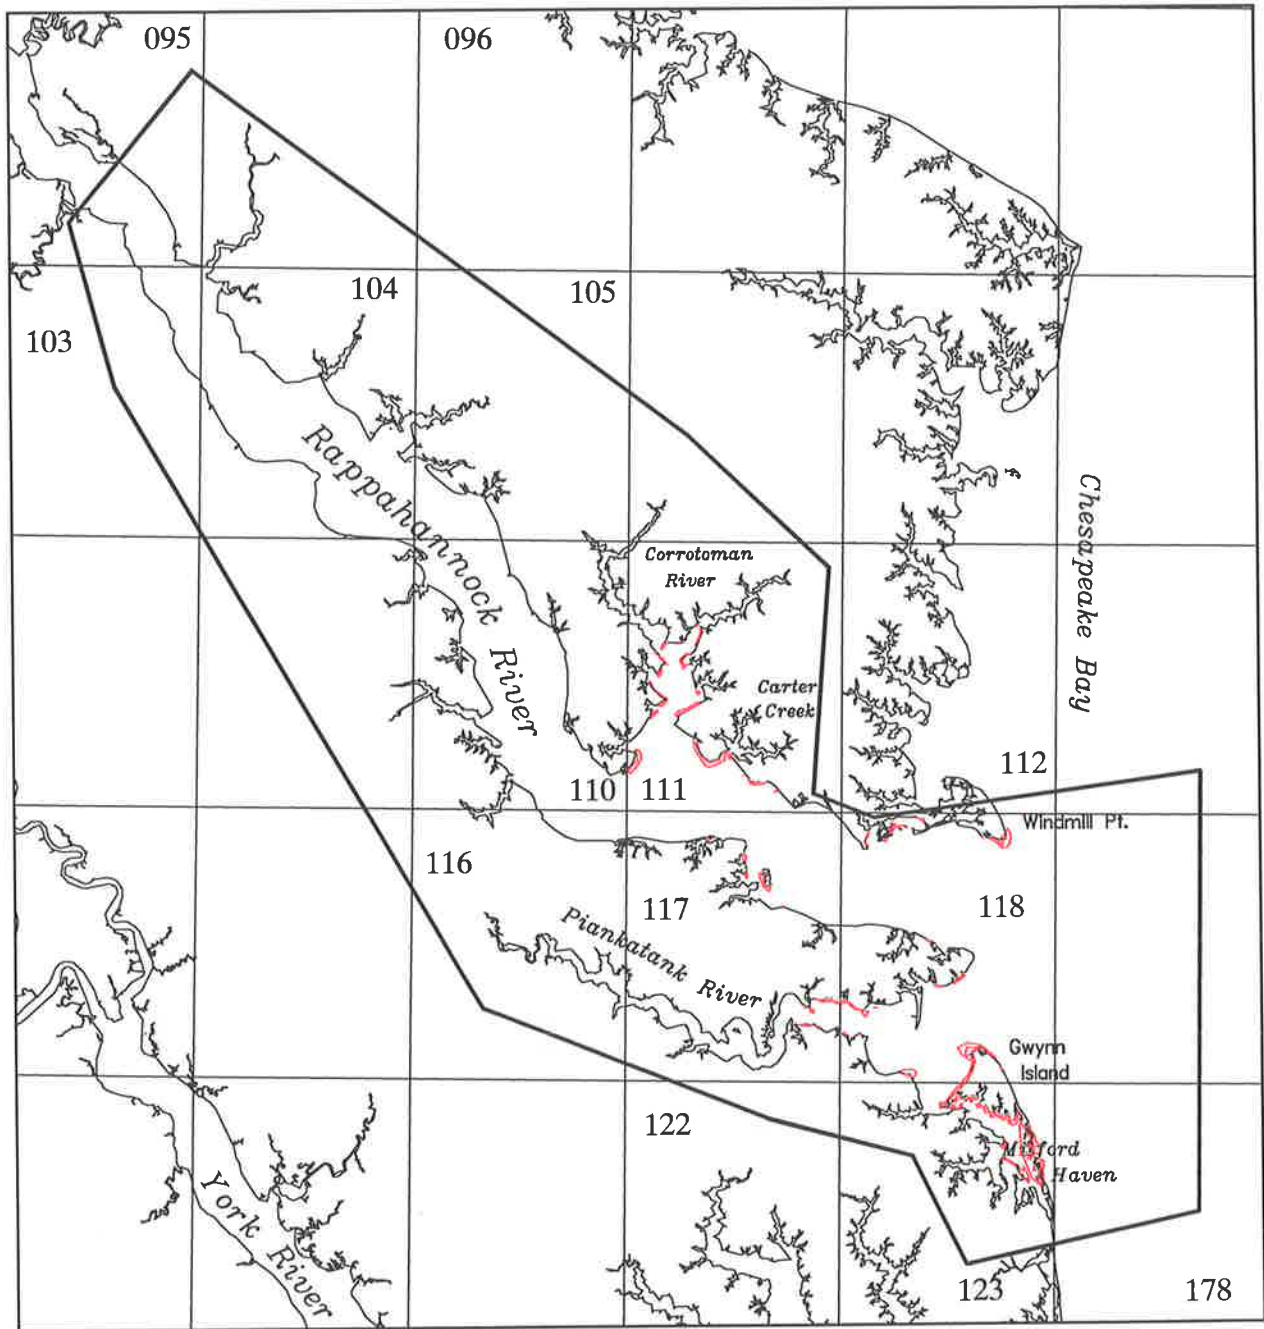 095
096
104
105
103
Rappahannock River
Chesapeake Bay
Corrotoman
River
Carter
Creek
112
110
111
Windmill Pt.
116
117
118
Piankatank River
Gwynn
Island
122
Milford
Haven
York River
123
178